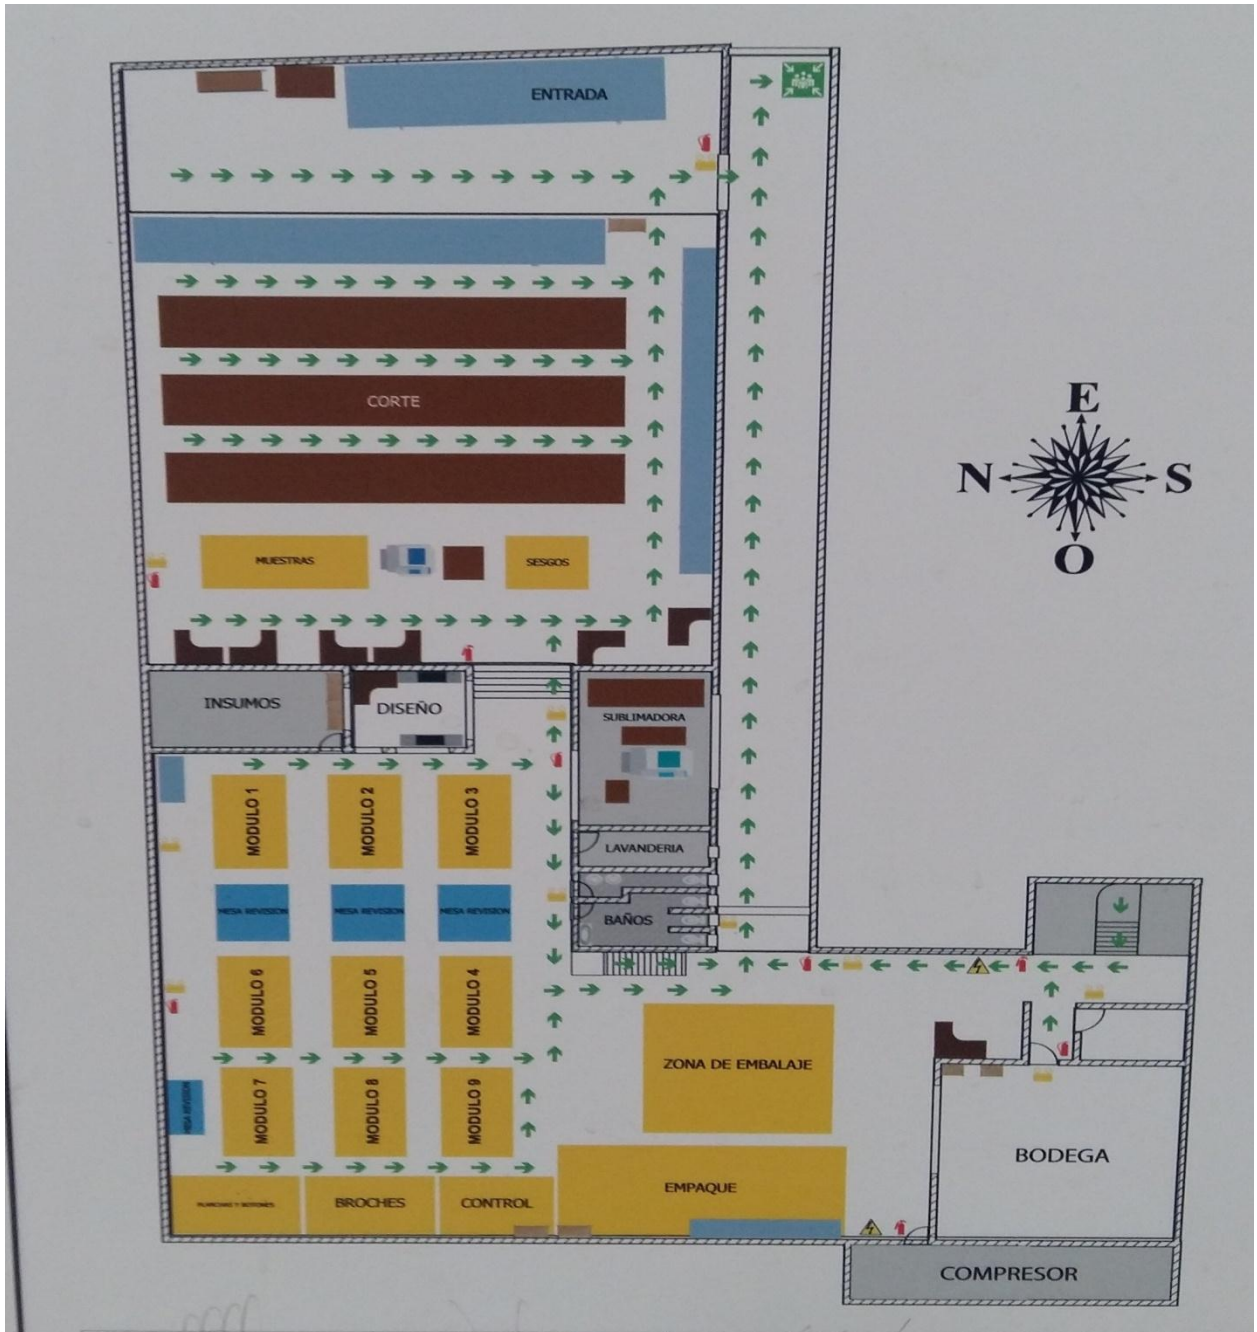 ENTRADA
CORTE
E
N
S
O
MUESTRAS
SESGOS
INSUMOS
DISEÑO
SUBLIMADORA
LAVANDERIA
BAÑOS
MODULO 1
MODULO 2
MODULO 3
MESA REVISION
MESA REVISION
MESA REVISION
MODULO 6
MODULO 5
MODULO 4
MODULO 7
MODULO 8
MODULO 9
MESA REVISION
ZONA DE EMBALAJE
EMPAQUE
BROCHES
CONTROL
BODEGA
COMPRESOR